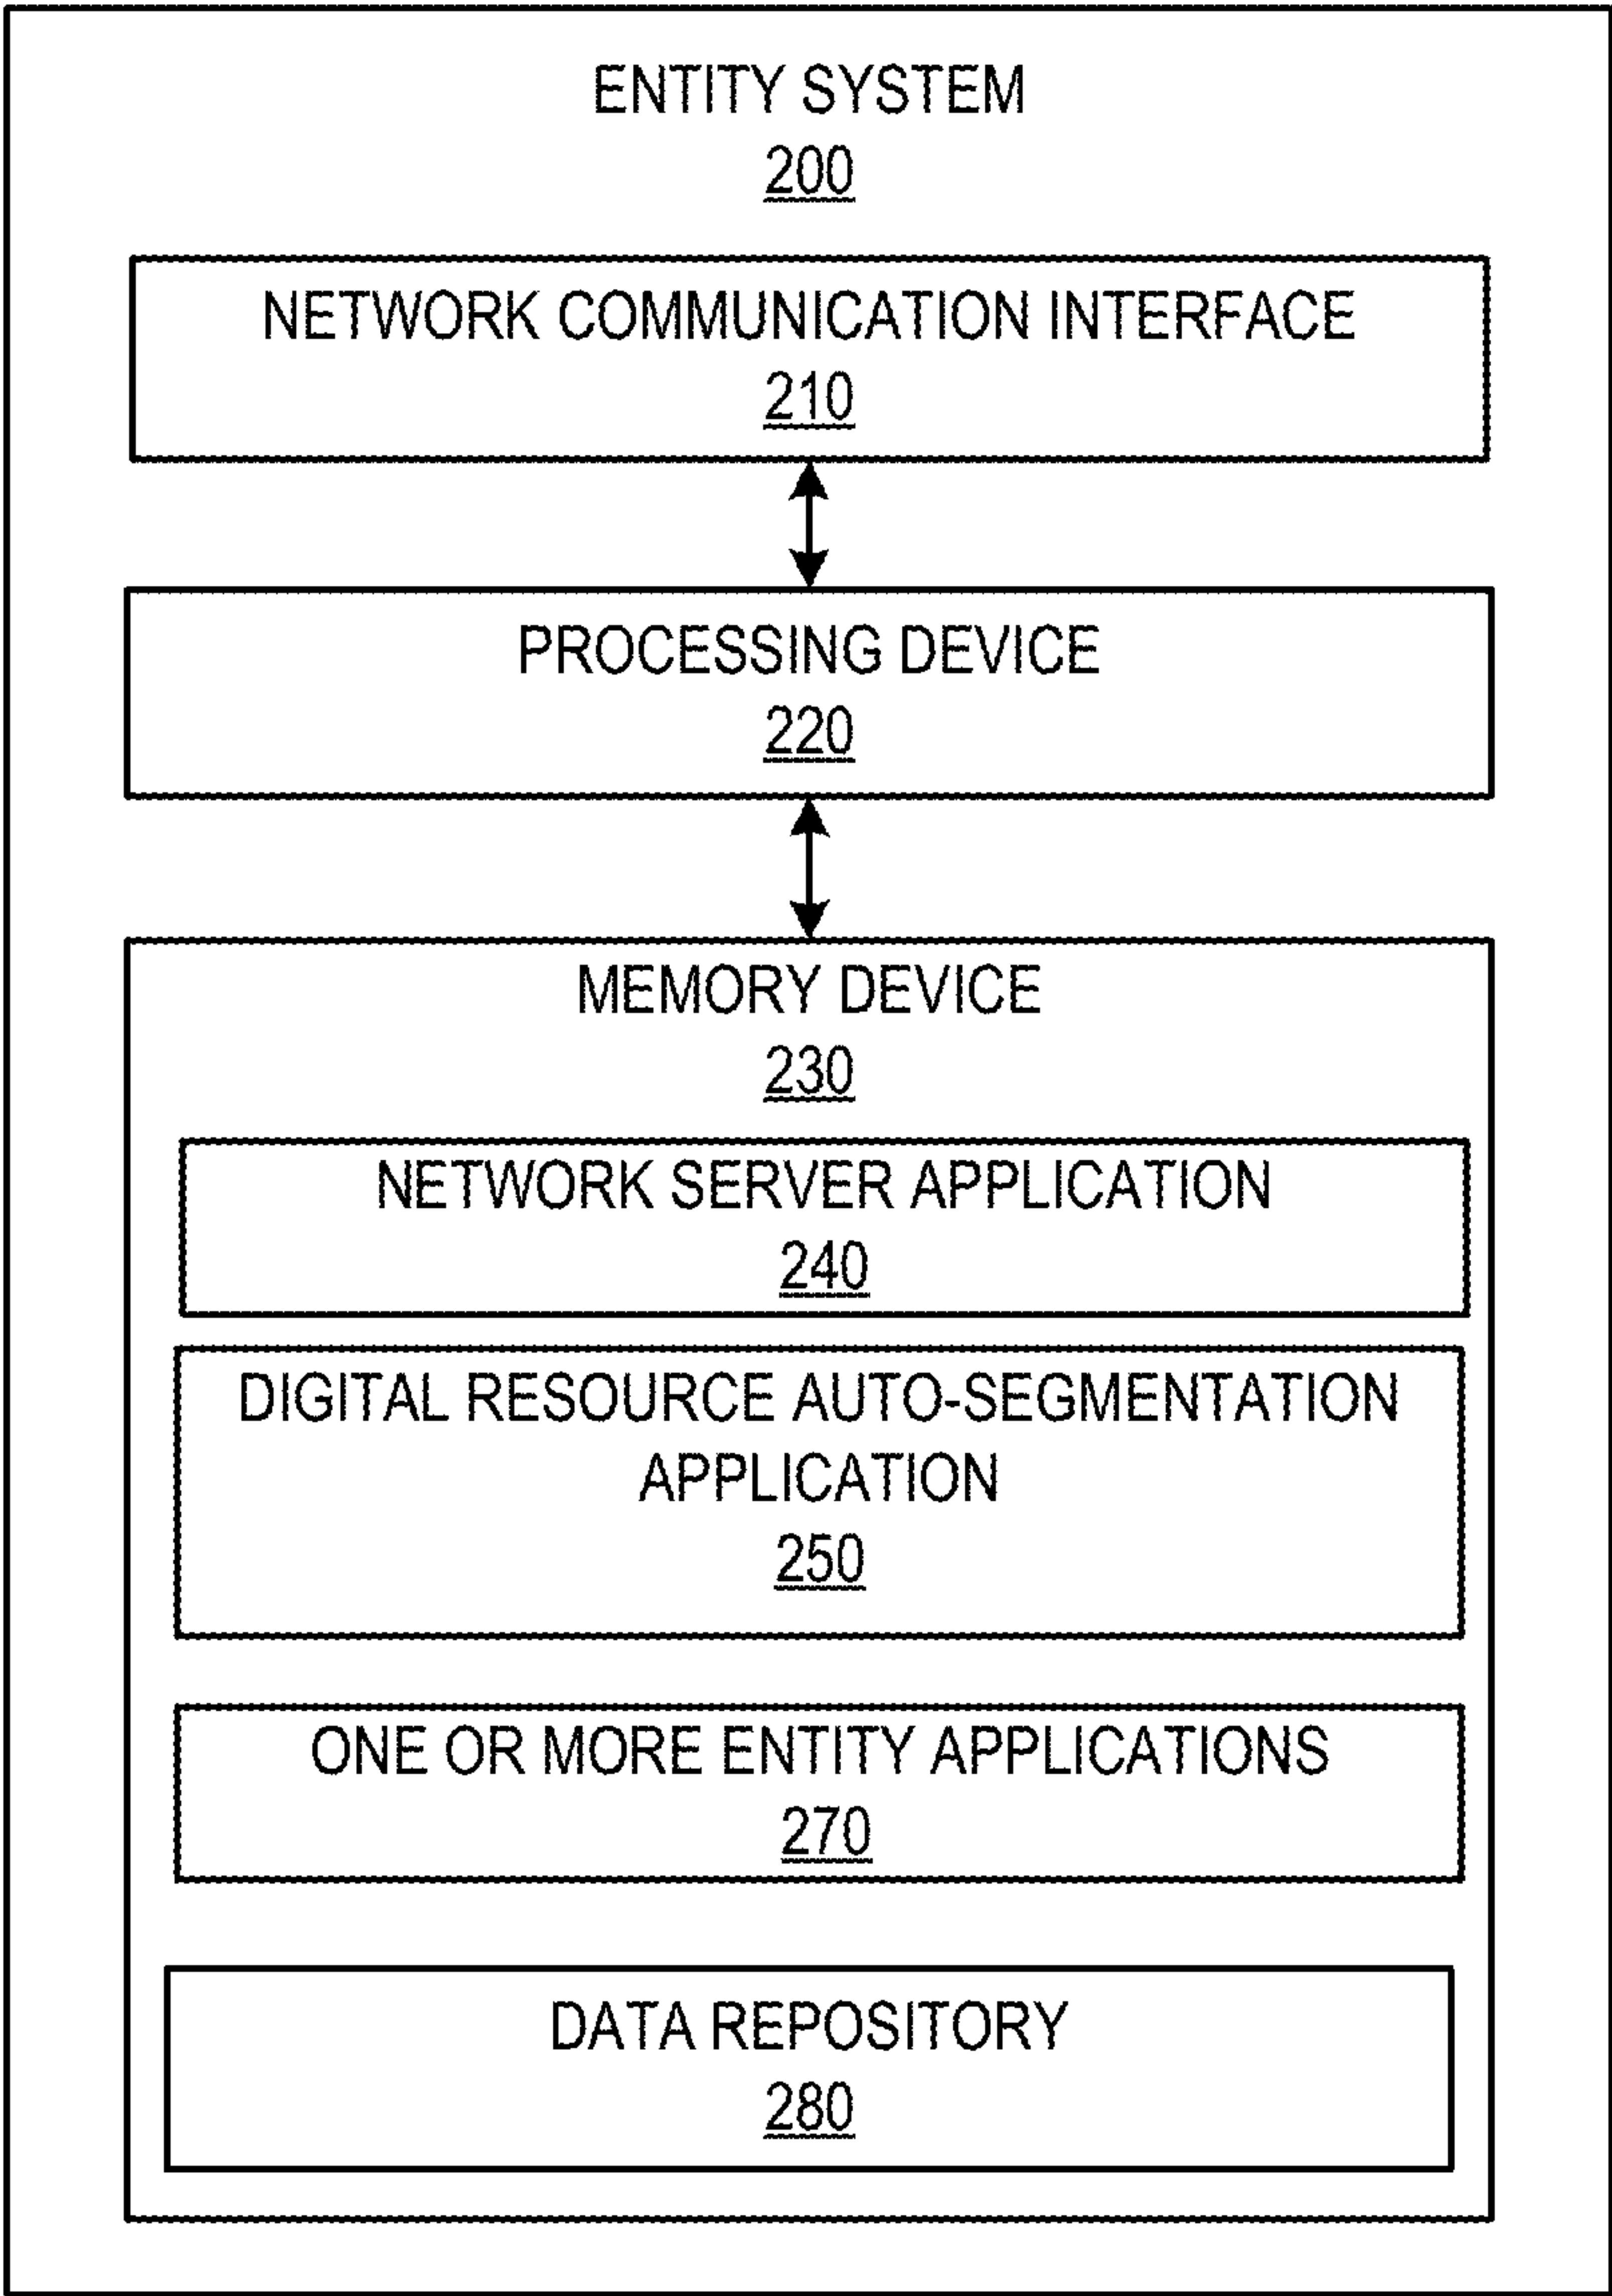 ENTITY SYSTEM
200
NETWORK COMMUNICATION INTERFACE
210
PROCESSING DEVICE
220
MEMORY DEVICE
230
NETWORK SERVER APPLICATION
240
DIGITAL RESOURCE AUTO-SEGMENTATION
APPLICATION
250
ONE OR MORE ENTITY APPLICATIONS
270
DATA REPOSITORY
280